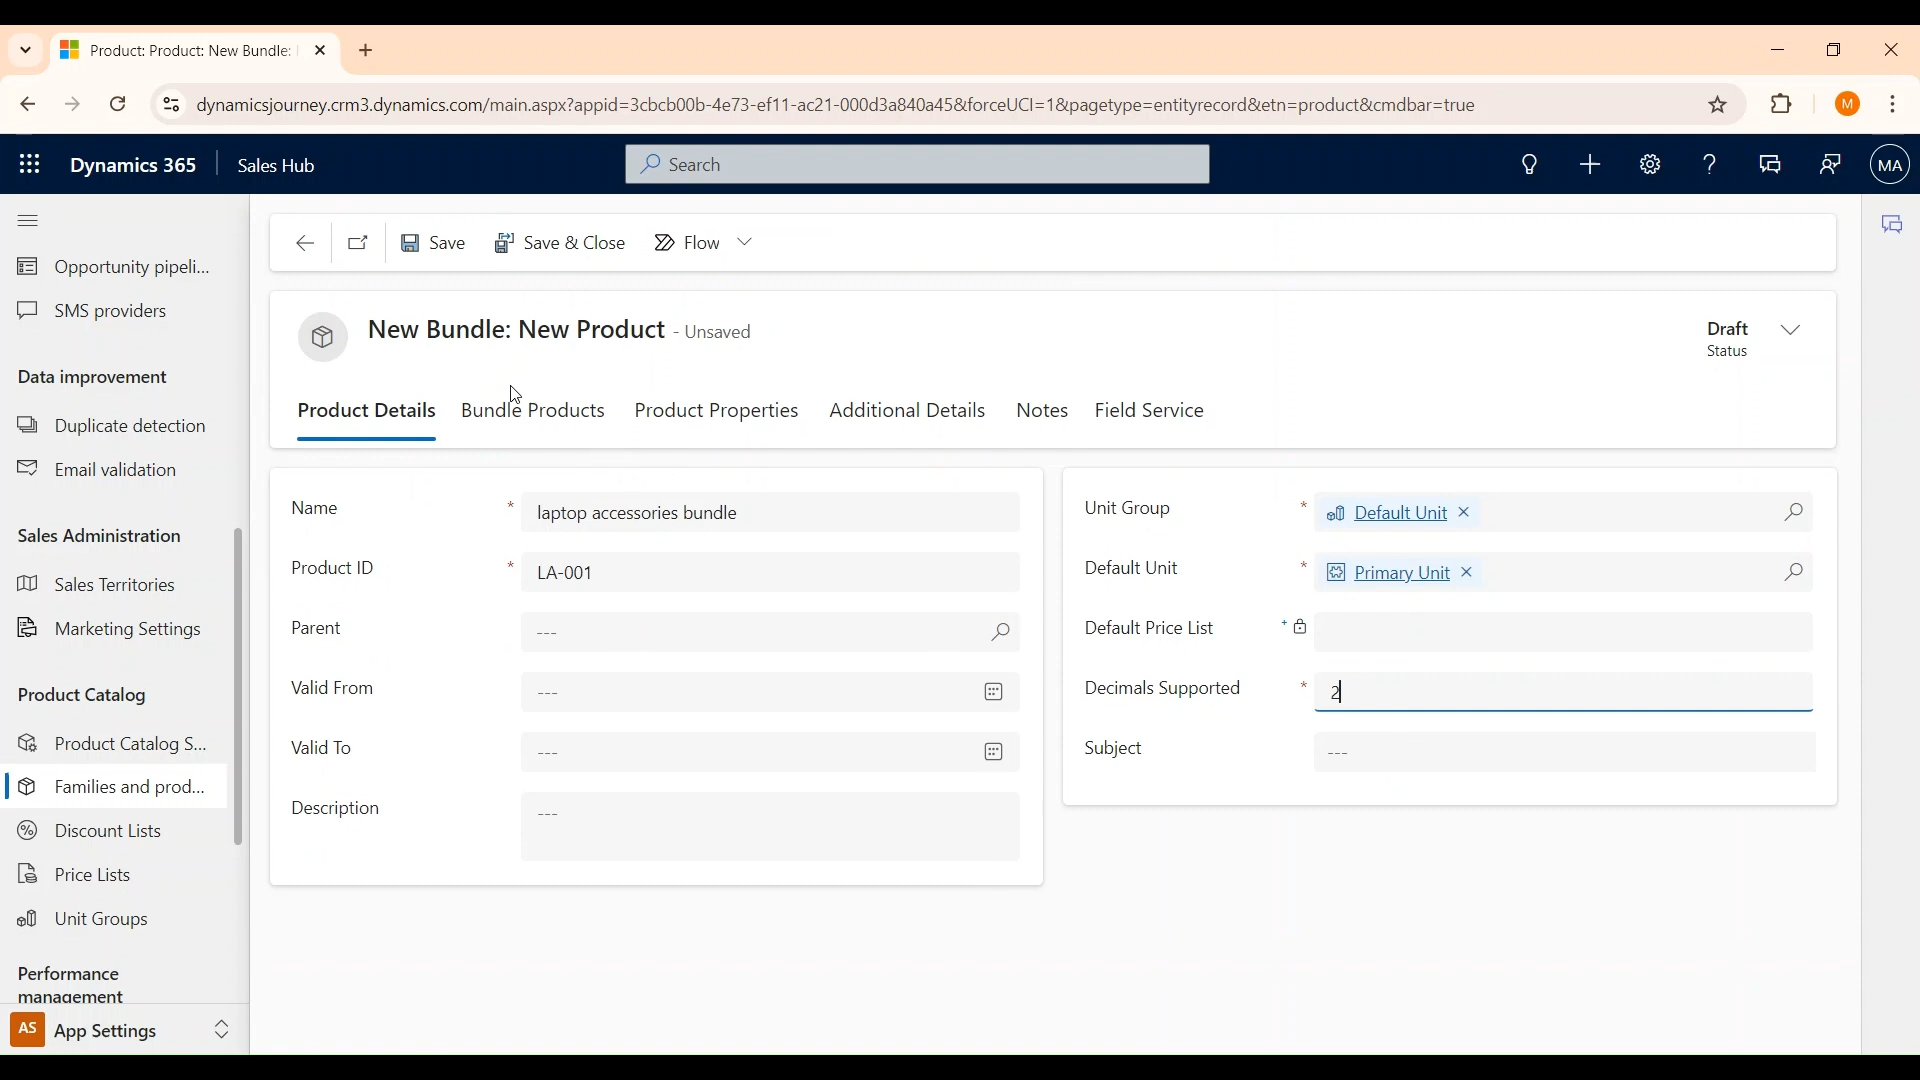 Product: Product: New Bundle:
dynamicsjourney.crm3.dynamics.com/main.aspx?appid=3cbcb00b-4e73-ef11-ac21-000d3a840a45&forceUCI=1&pagetype=entityrecord&etn=product&cmdbar=true
M
Dynamics 365
Sales Hub
Search
MA
Opportunity pipeli...
SMS providers
Data improvement
Duplicate detection
Email validation
Sales Administration
Sales Territories
Marketing Settings
Product Catalog
Product Catalog S...
Families and prod...
Discount Lists
Price Lists
Unit Groups
Performance
management
AS App Settings
Save
Save & Close
Flow
New Bundle: New Product - Unsaved
Draft
Status
Product Details
Bundle Products
Product Properties
Additional Details
Notes
Field Service
Name * laptop accessories bundle
Product ID * LA-001
Parent ---
Valid From ---
Valid To ---
Description ---
Unit Group * Default Unit
Default Unit * Primary Unit
Default Price List +
Decimals Supported * 2
Subject ---